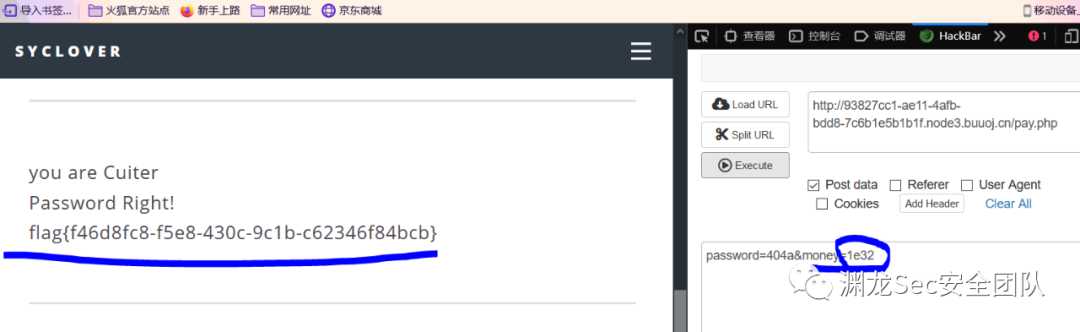 导入书签... 火狐官方站点 新手上路 常用网址 京东商城 移动设备_
SYCLOVER
查看器 控制台 调试器 HackBar 1
Load URL
Split URL
Execute
http://93827cc1-ae11-4afb-
bdd8-7c6b1e5b1b1f.node3.buuoj.cn/pay.php
you are Cuiter
Password Right!
flag{f46d8fc8-f5e8-430c-9c1b-c62346f84bcb}
Post data Referer User Agent
Cookies Add Header Clear All
password=404a&money=1e32
渊龙Sec安全团队